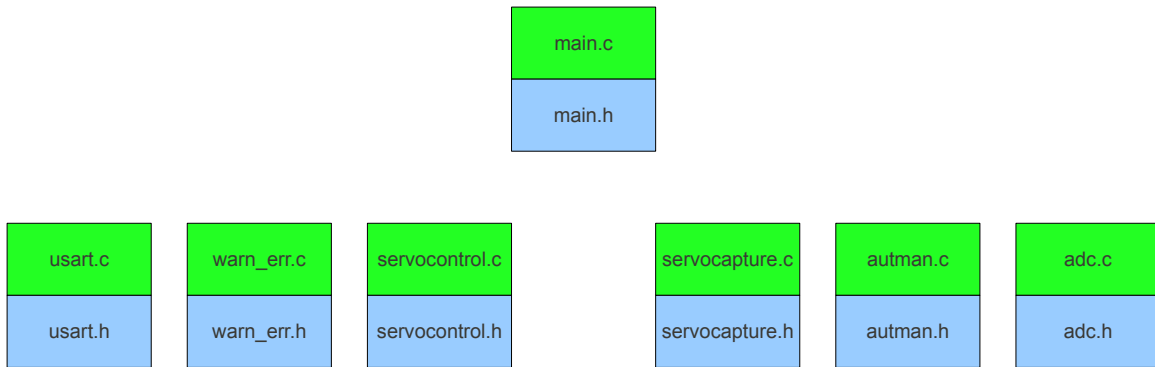 main.c
main.h
usart.c
warn_err.c
servocontrol.c
servocapture.c
autman.c
adc.c
usart.h
warn_err.h
servocontrol.h
servocapture.h
autman.h
adc.h